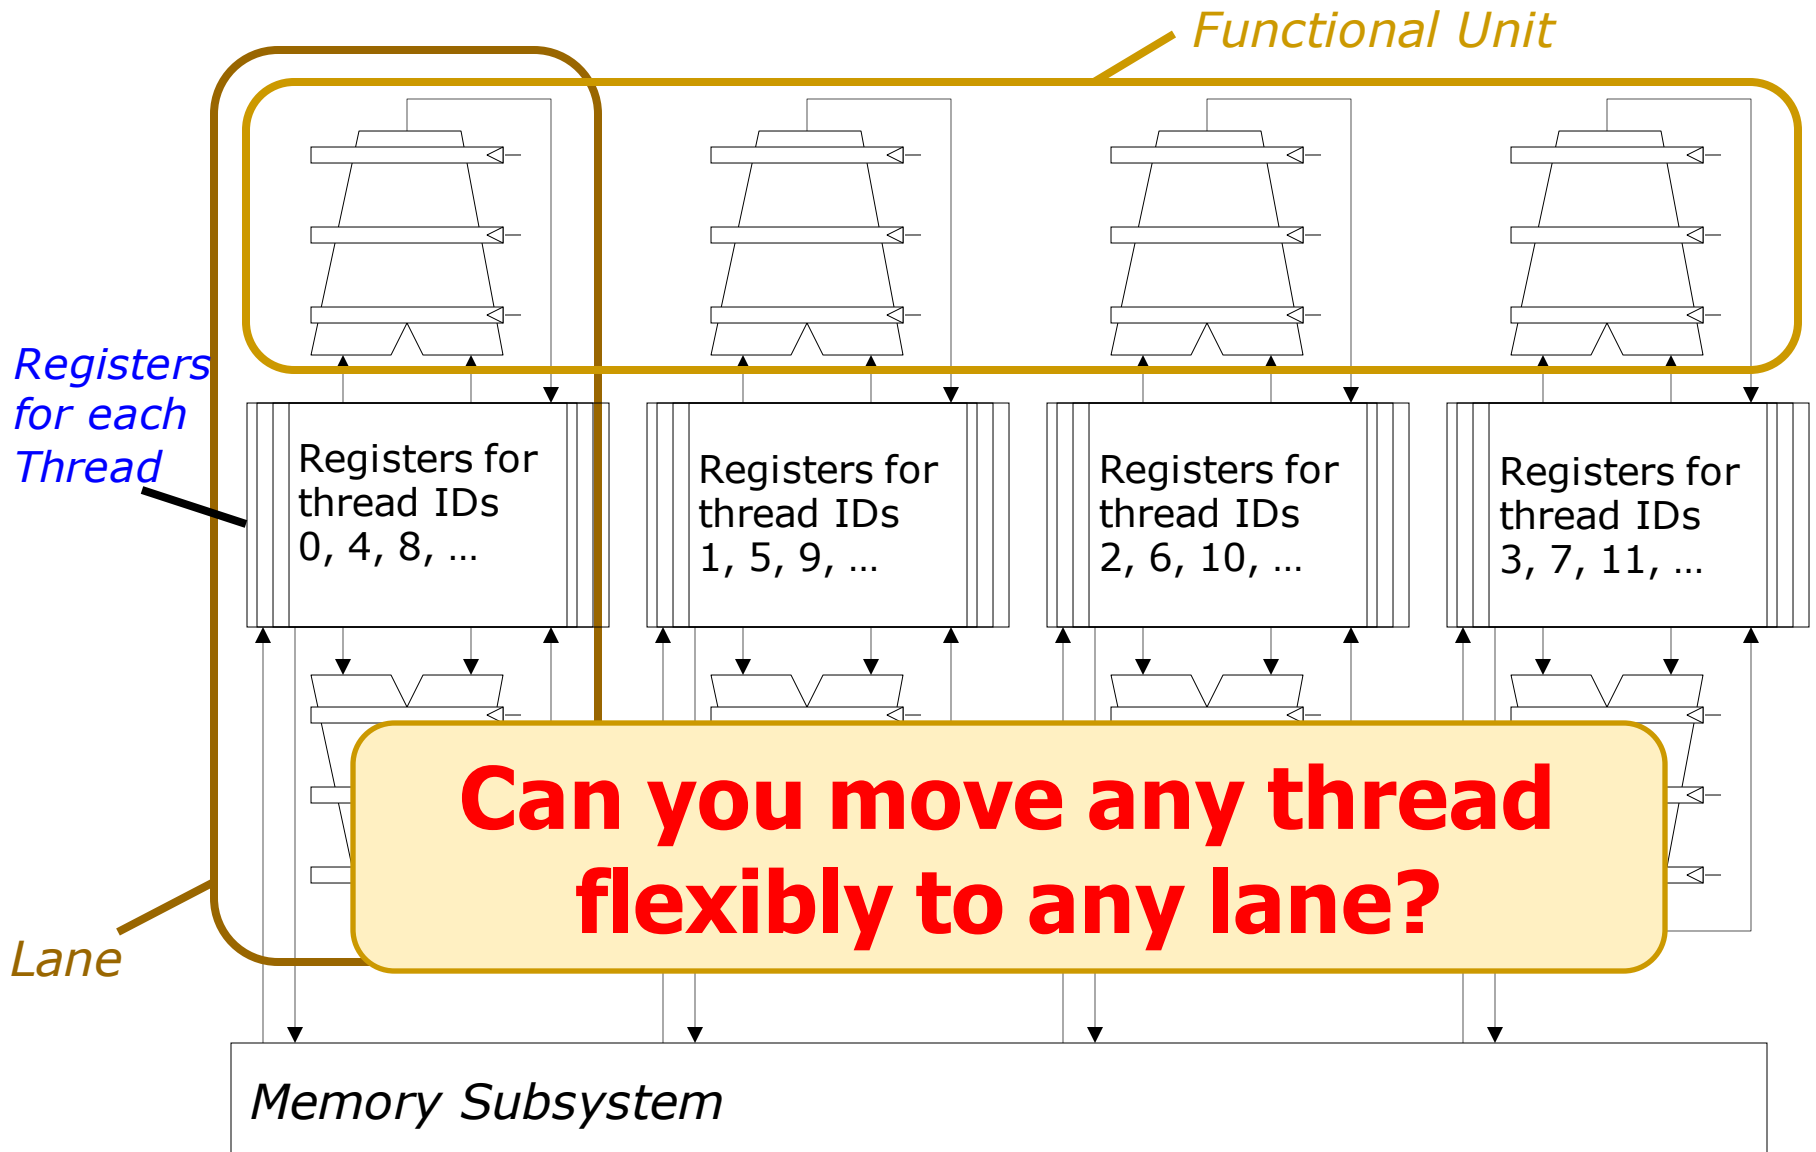 Functional Unit
Registers
for each
Thread
Registers for
thread IDs
0, 4, 8, …
Registers for
thread IDs
1, 5, 9, …
Registers for
thread IDs
2, 6, 10, …
Registers for
thread IDs
3, 7, 11, …
Can you move any thread
flexibly to any lane?
Lane
Memory Subsystem